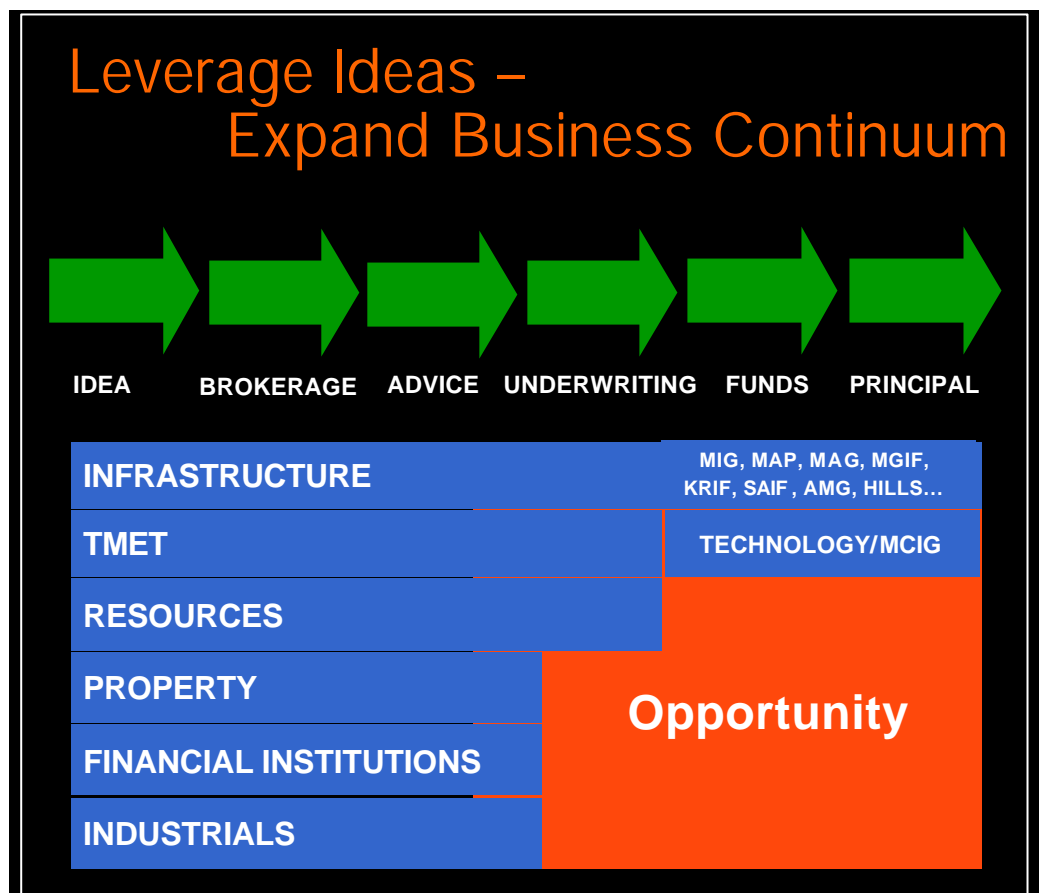 Leverage Ideas –
Expand Business Continuum
IDEA BROKERAGE ADVICE UNDERWRITING FUNDS PRINCIPAL
INFRASTRUCTURE
MIG, MAP, MAG, MGIF,
KRIF, SAIF, AMG, HILLS...
TMET
TECHNOLOGY/MCIG
RESOURCES
PROPERTY
Opportunity
FINANCIAL INSTITUTIONS
INDUSTRIALS